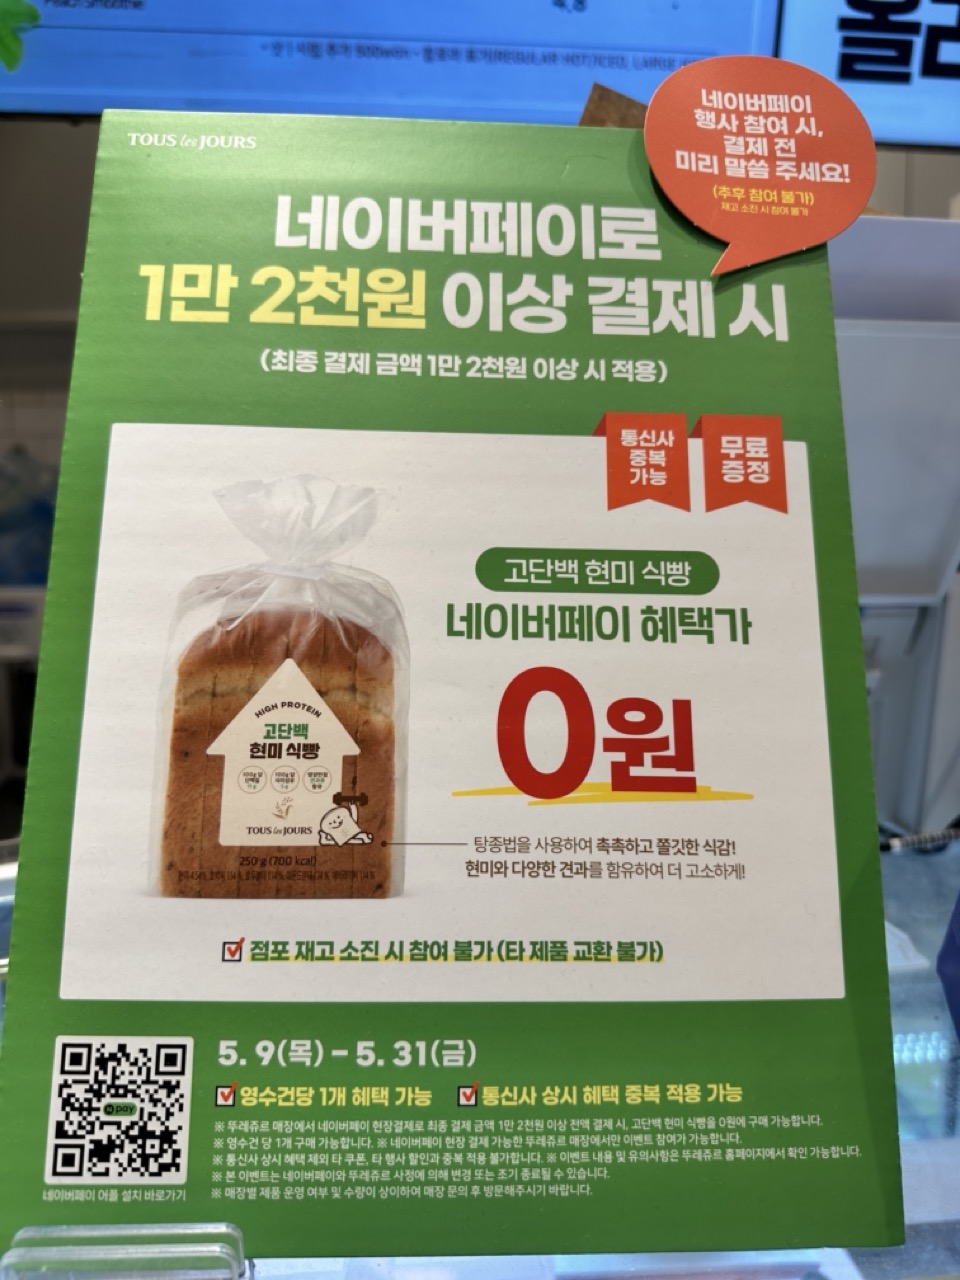 Peach Smoothie
4.8
올리
네이버페이
행사 참여 시,
결제 전
미리 말씀 주세요!
(추후 참여 불가)
재고 소진 시 참여 불가
TOUS les JOURS
네이버페이로
1만 2천원 이상 결제 시
(최종 결제 금액 1만 2천원 이상 시 적용)
통신사
중복
가능
무료
증정
고단백 현미 식빵
네이버페이 혜택가
0원
HIGH PROTEIN
고단백
현미 식빵
TOUS les JOURS
250 g (700 kcal)
탕종법을 사용하여 촉촉하고 쫄깃한 식감!
현미와 다양한 견과를 함유하여 더 고소하게!
점포 재고 소진 시 참여 불가 (타 제품 교환 불가)
5. 9(목) – 5. 31(금)
영수건당 1개 혜택 가능
통신사 상시 혜택 중복 적용 가능
※ 뚜레쥬르 매장에서 네이버페이 현장결제로 최종 결제 금액 1만 2천원 이상 전액 결제 시, 고단백 현미 식빵을 0원에 구매 가능합니다.
※ 영수건 당 1개 구매 가능합니다. ※ 네이버페이 현장 결제 가능한 뚜레쥬르 매장에서만 이벤트 참여가 가능합니다.
※ 통신사 상시 혜택 제외 타 쿠폰, 타 행사 할인과 중복 적용 불가합니다. ※ 이벤트 내용 및 유의사항은 뚜레쥬르 홈페이지에서 확인 가능합니다.
※ 본 이벤트는 네이버페이와 뚜레쥬르 사정에 의해 변경 또는 조기 종료될 수 있습니다.
※ 매장별 제품 운영 여부 및 수량이 상이하여 매장 문의 후 방문해주시기 바랍니다.
N pay
네이버페이 어플 설치 바로가기